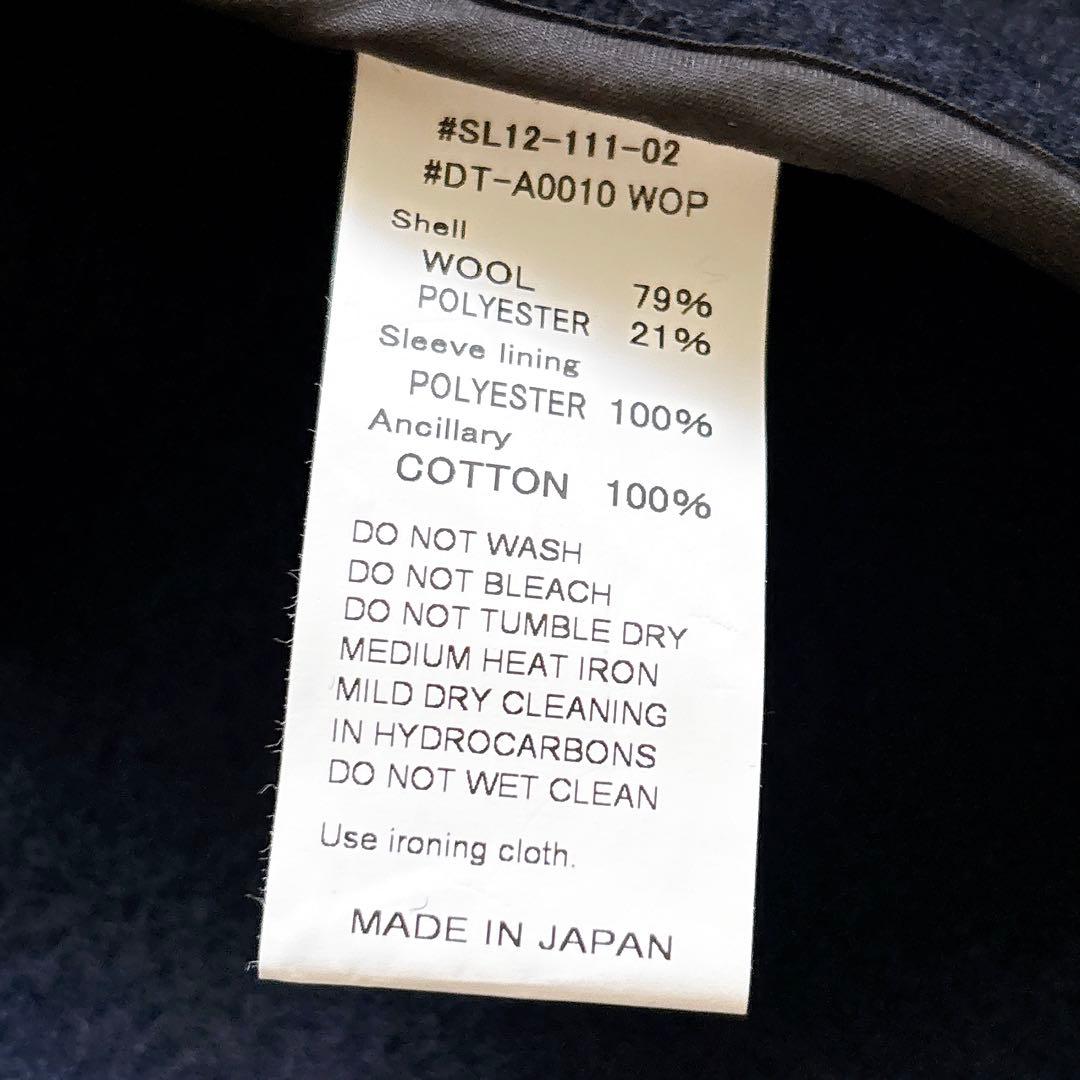 #SL12-111-02
#DT-A0010 WOP
Shell
WOOL 79%
POLYESTER 21%
Sleeve lining
POLYESTER 100%
Ancillary
COTTON 100%
DO NOT WASH
DO NOT BLEACH
DO NOT TUMBLE DRY
MEDIUM HEAT IRON
MILD DRY CLEANING
IN HYDROCARBONS
DO NOT WET CLEAN
Use ironing cloth.
MADE IN JAPAN